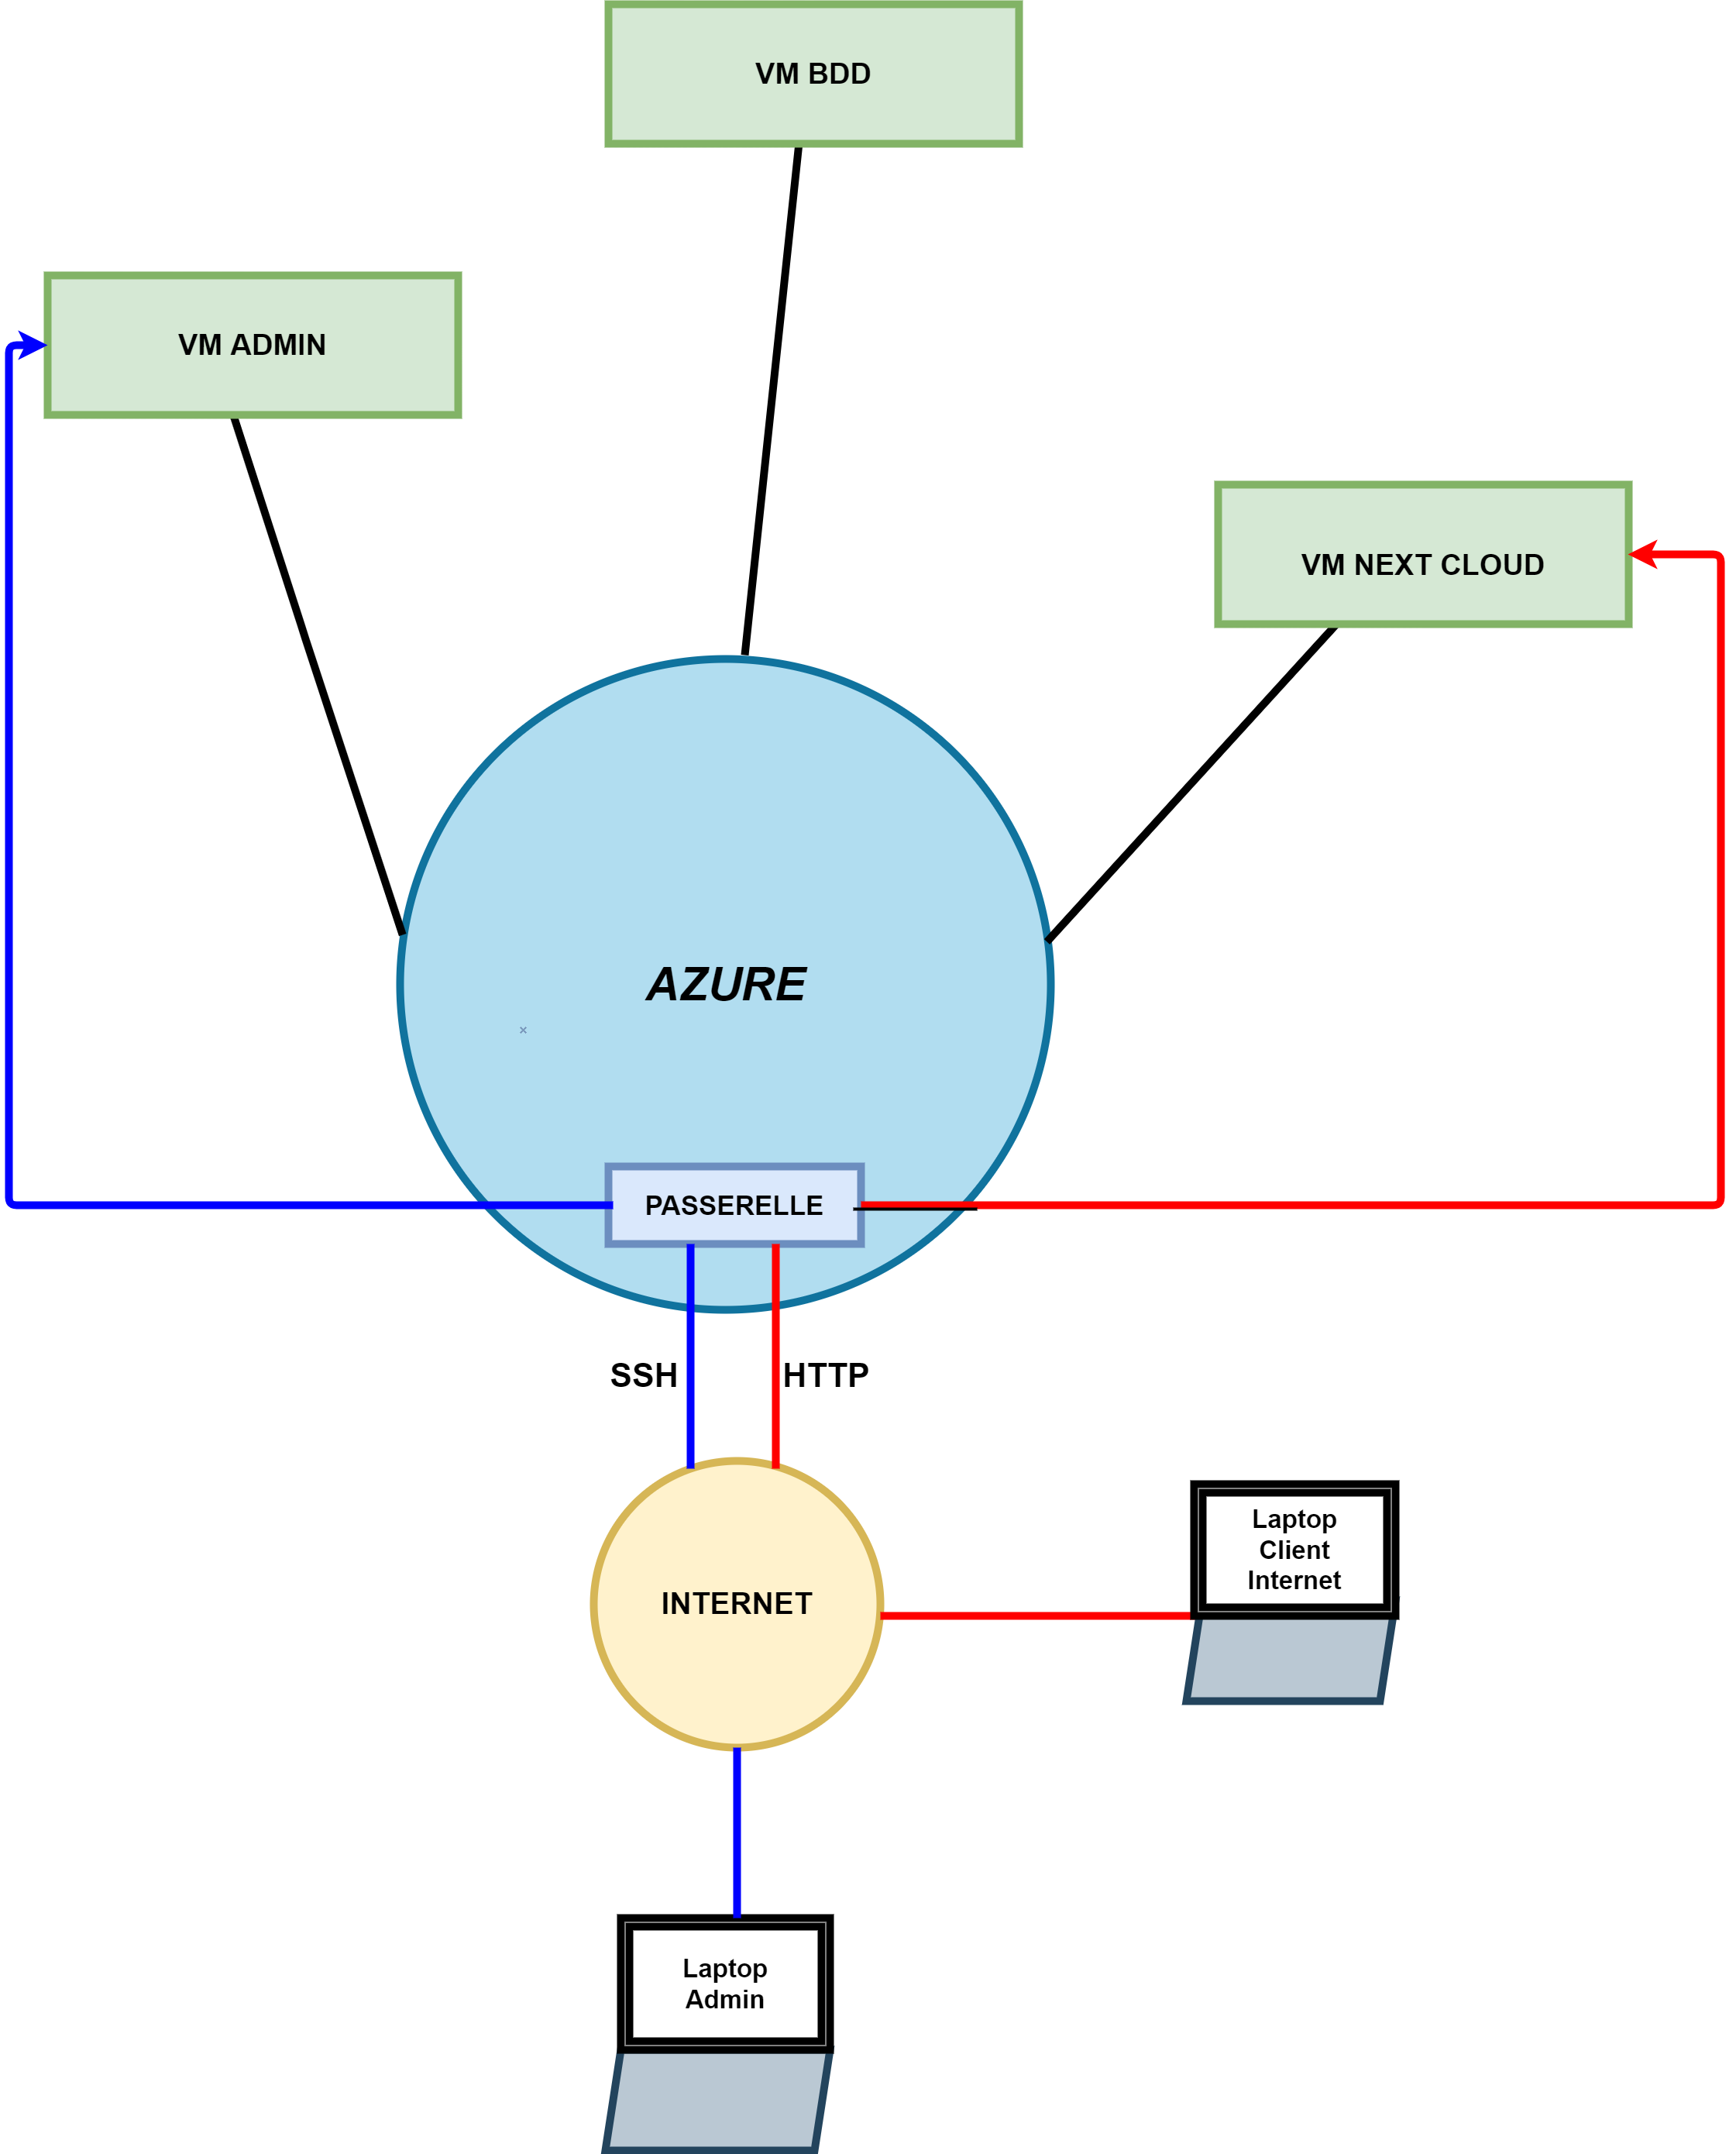 VM BDD
VM ADMIN
VM NEXT CLOUD
AZURE
PASSERELLE
SSH
HTTP
Laptop
Client
Internet
INTERNET
Laptop
Admin